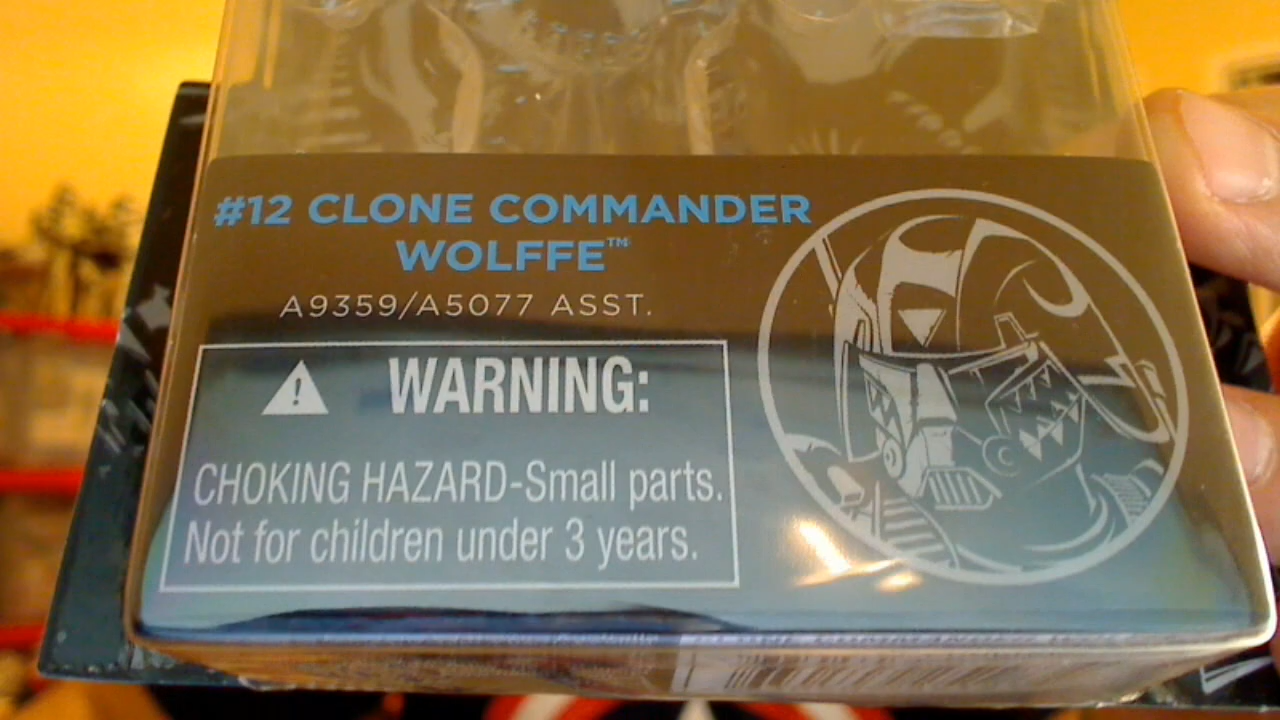 #12 CLONE COMMANDER
WOLFFE™
A9359/A5077 ASST.
WARNING:
CHOKING HAZARD-Small parts.
Not for children under 3 years.